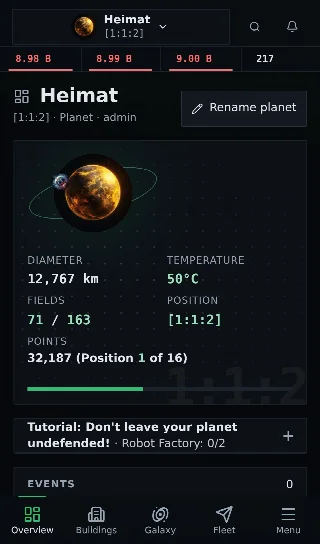 Heimat
[1:1:2]
8.98 B 8.99 B 9.00 B 217
Heimat
[1:1:2] · Planet · admin
Rename planet
DIAMETER TEMPERATURE
12,767 km 50°C
FIELDS POSITION
71 / 163 [1:1:2]
POINTS
32,187 (Position 1 of 16)
1:1:2
Tutorial: Don't leave your planet
undefended! · Robot Factory: 0/2
EVENTS 0
Overview Buildings Galaxy Fleet Menu